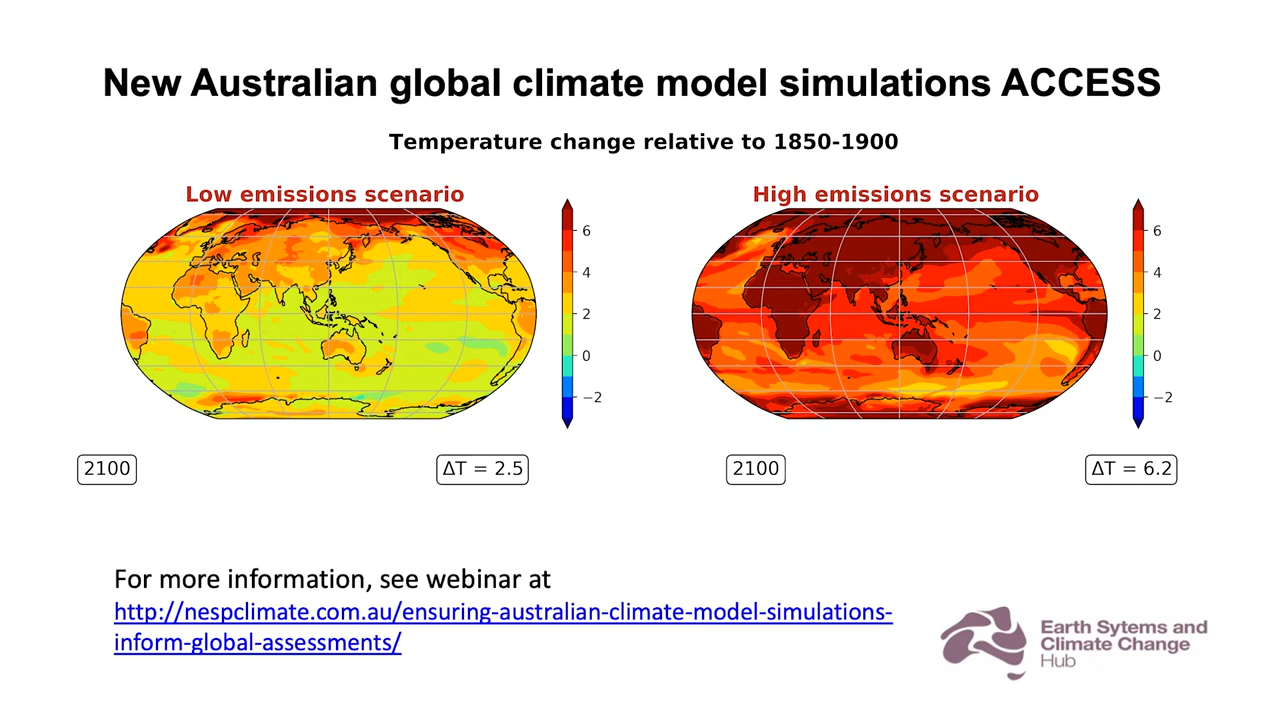 New Australian global climate model simulations ACCESS
Temperature change relative to 1850-1900
Low emissions scenario
High emissions scenario
6
4
2
0
−2
6
4
2
0
−2
2100
ΔT = 2.5
2100
ΔT = 6.2
For more information, see webinar at
http://nespclimate.com.au/ensuring-australian-climate-model-simulations-
inform-global-assessments/
Earth Sytems and
Climate Change
Hub